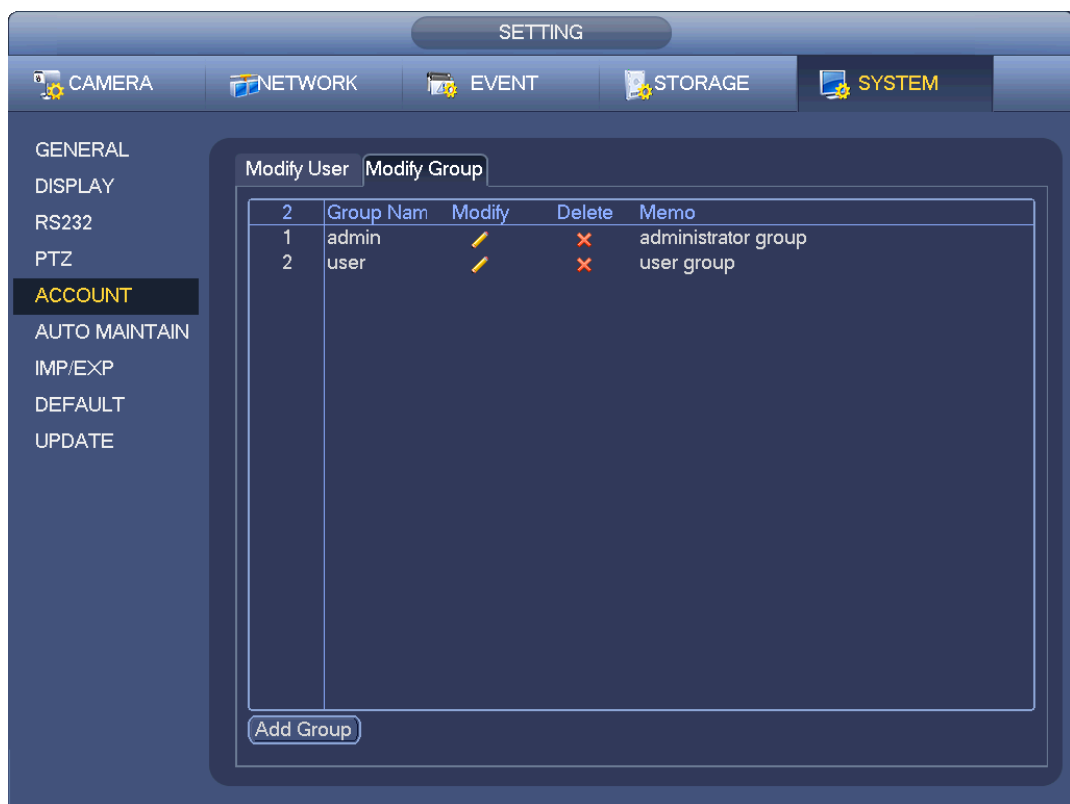 SETTING
CAMERA NETWORK EVENT STORAGE SYSTEM
GENERAL
DISPLAY
RS232
PTZ
ACCOUNT
AUTO MAINTAIN
IMP/EXP
DEFAULT
UPDATE
Modify User Modify Group
2 Group Nam Modify Delete Memo
1 admin administrator group
2 user user group
Add Group